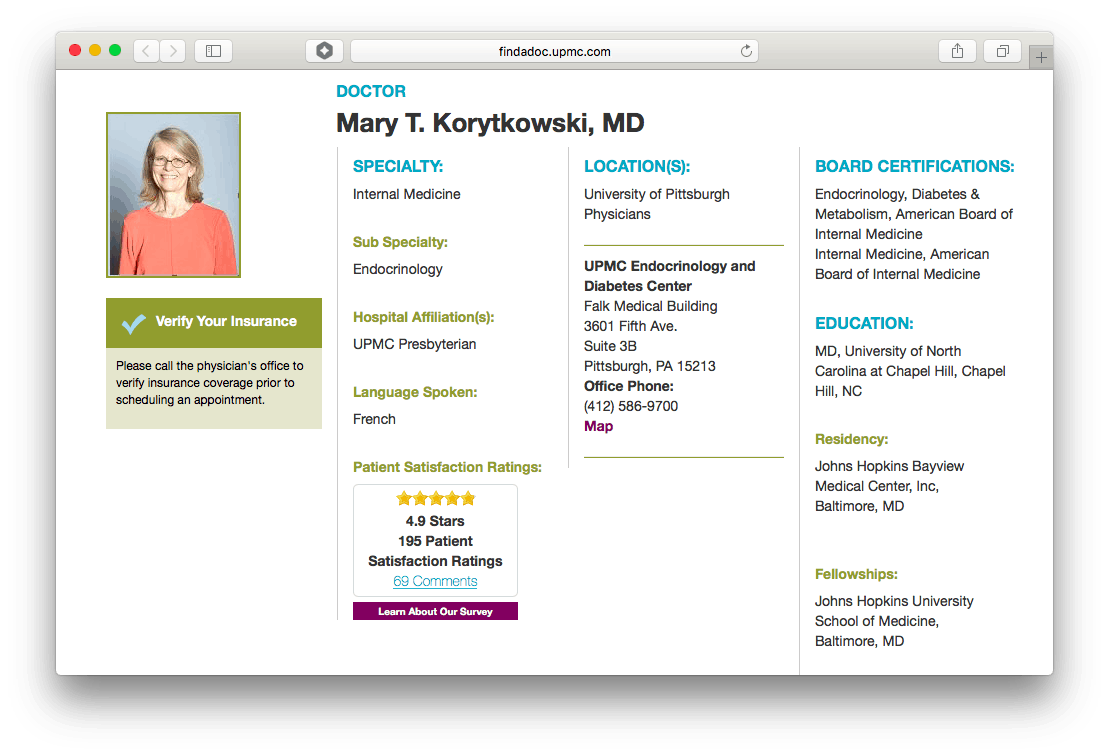 findadoc.upmc.com
DOCTOR
Mary T. Korytkowski, MD
Verify Your Insurance
Please call the physician's office to
verify insurance coverage prior to
scheduling an appointment.
SPECIALTY:
Internal Medicine
Sub Specialty:
Endocrinology
Hospital Affiliation(s):
UPMC Presbyterian
Language Spoken:
French
Patient Satisfaction Ratings:
4.9 Stars
195 Patient
Satisfaction Ratings
69 Comments
Learn About Our Survey
LOCATION(S):
University of Pittsburgh
Physicians
UPMC Endocrinology and
Diabetes Center
Falk Medical Building
3601 Fifth Ave.
Suite 3B
Pittsburgh, PA 15213
Office Phone:
(412) 586-9700
Map
BOARD CERTIFICATIONS:
Endocrinology, Diabetes &
Metabolism, American Board of
Internal Medicine
Internal Medicine, American
Board of Internal Medicine
EDUCATION:
MD, University of North
Carolina at Chapel Hill, Chapel
Hill, NC
Residency:
Johns Hopkins Bayview
Medical Center, Inc,
Baltimore, MD
Fellowships:
Johns Hopkins University
School of Medicine,
Baltimore, MD